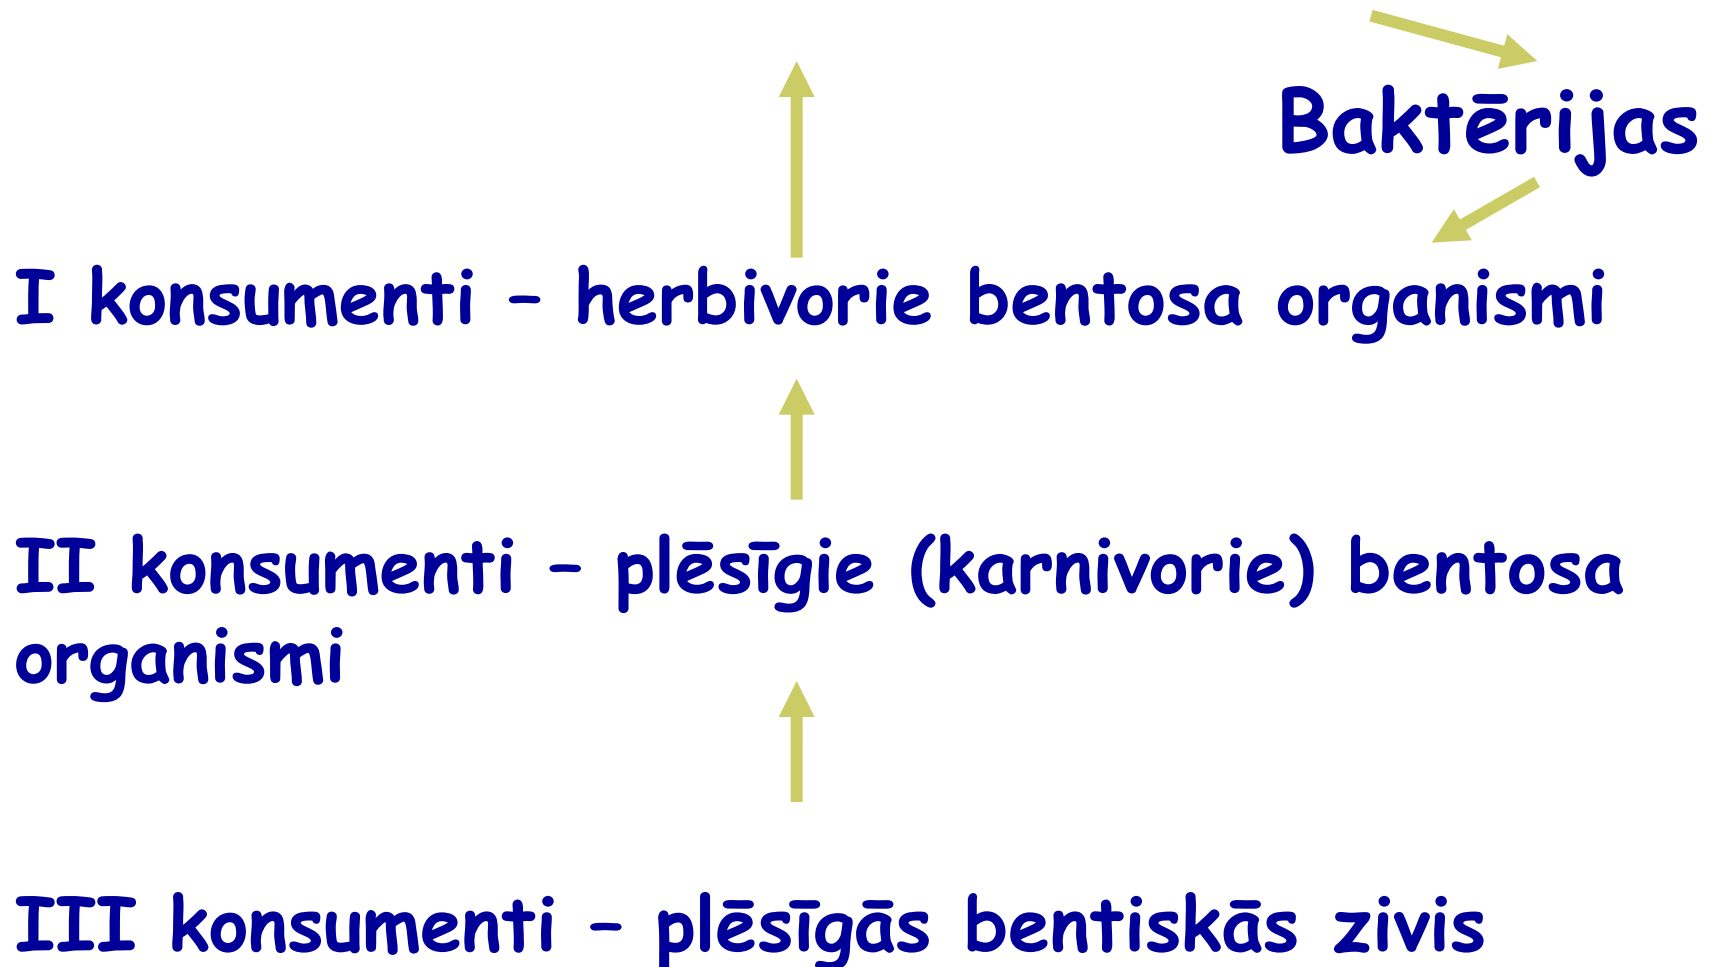 Baktērijas
I konsumenti – herbivorie bentosa organismi
II konsumenti – plēsīgie (karnivorie) bentosa
organismi
III konsumenti – plēsīgās bentiskās zivis